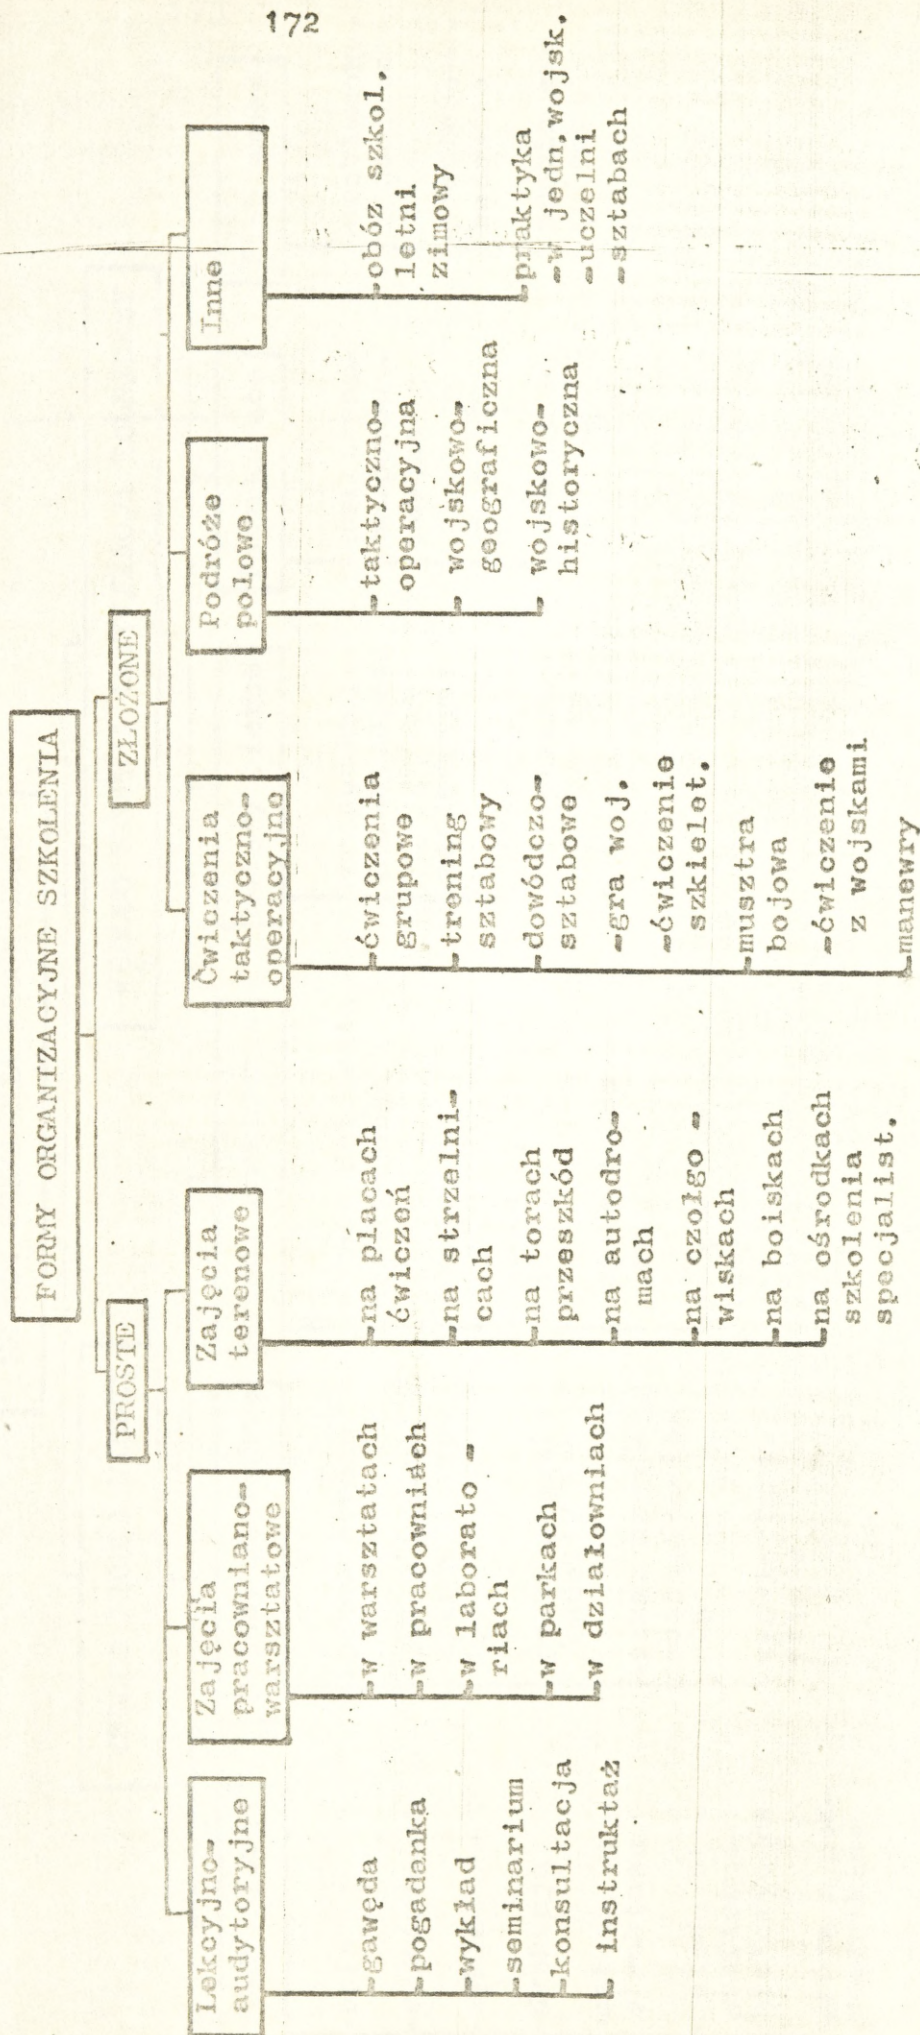 172
FORMY ORGANIZACYJNE SZKOLENIA
PROSTE
ZŁOŻONE
Lekcyjno-
audytoryjne
-gawęda
-pogadanka
-wykład
-seminarium
-konsultacja
-instruktaż
Zajęcia
pracowniano-
warsztatowe
-w warsztatach
-w pracowniach
-w laborato -
riach
-w parkach
-w działowniach
Zajęcia
terenowe
-na placach
ćwiczeń
-na strzelni-
cach
-na torach
przeszkód
-na autodro-
mach
-na czołgo -
wiskach
-na boiskach
-na ośrodkach
szkolenia
specjalist.
Ćwiczenia
taktyczno-
operacyjne
-ćwiczenia
grupowe
-trening
sztabowy
-dowódczo-
sztabowe
-gra woj.
-ćwiczenie
szkielet.
-musztra
bojowa
-ćwiczenie
z wojskami
-manewry
Podróże
polowe
-taktyczno-
operacyjna
- wojskowo-
geograficzna
- wojskowo-
historyczna
Inne
-obóz szkol.
letni
zimowy
-praktyka
-w jedn,wojsk.
-uczelni
-sztabach